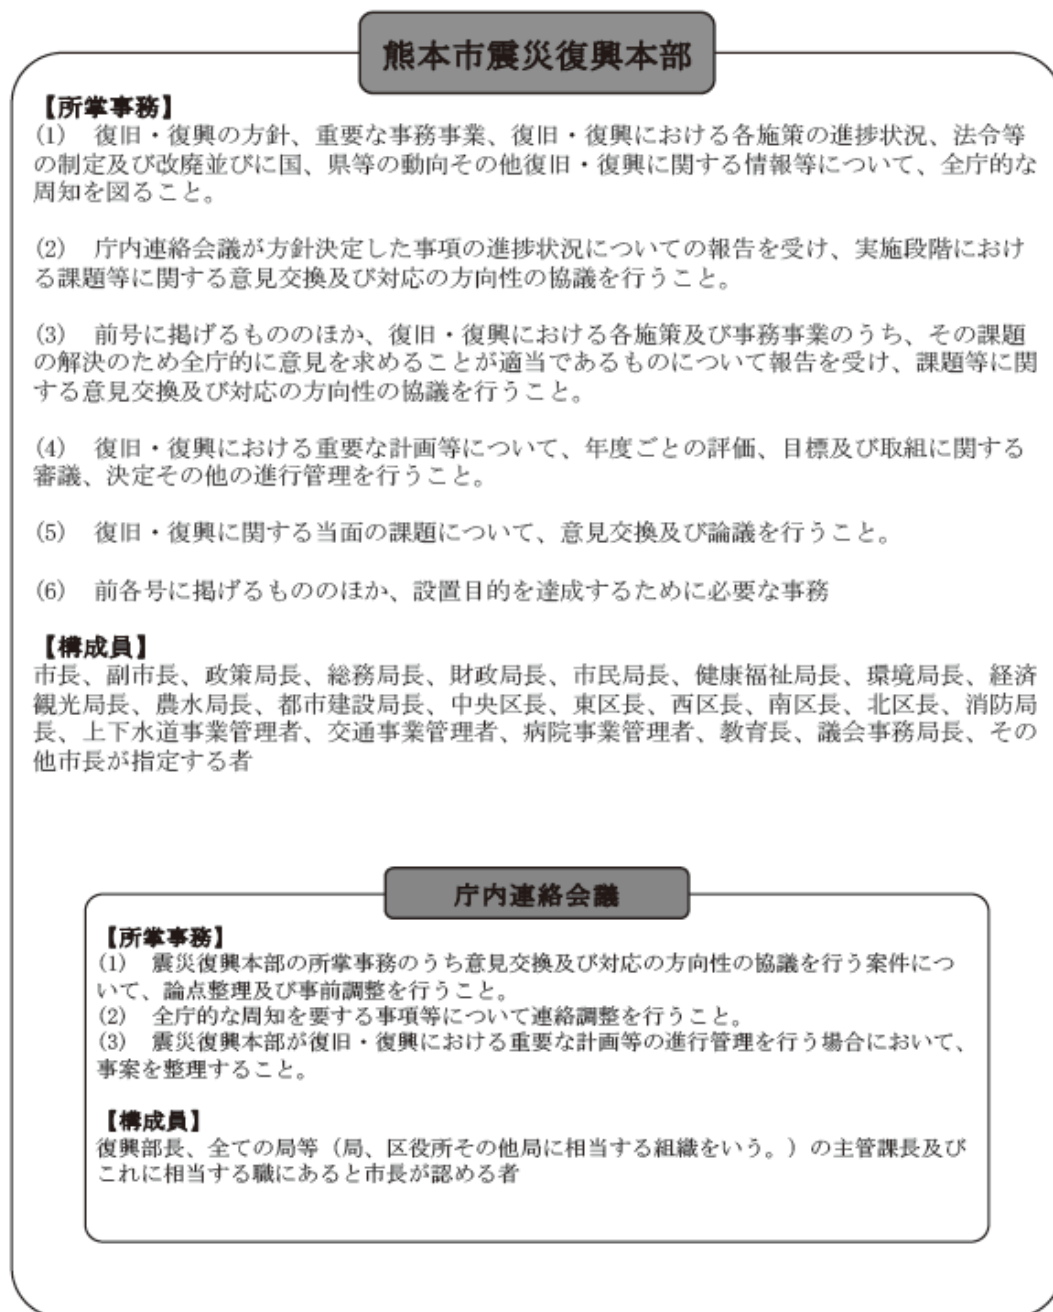 熊本市震災復興本部
【所掌事務】
(1)　復旧・復興の方針、重要な事務事業、復旧・復興における各施策の進捗状況、法令等
の制定及び改廃並びに国、県等の動向その他復旧・復興に関する情報等について、全庁的な
周知を図ること。
(2)　庁内連絡会議が方針決定した事項の進捗状況についての報告を受け、実施段階におけ
る課題等に関する意見交換及び対応の方向性の協議を行うこと。
(3)　前号に掲げるもののほか、復旧・復興における各施策及び事務事業のうち、その課題
の解決のため全庁的に意見を求めることが適当であるものについて報告を受け、課題等に関
する意見交換及び対応の方向性の協議を行うこと。
(4)　復旧・復興における重要な計画等について、年度ごとの評価、目標及び取組に関する
審議、決定その他の進行管理を行うこと。
(5)　復旧・復興に関する当面の課題について、意見交換及び論議を行うこと。
(6)　前各号に掲げるもののほか、設置目的を達成するために必要な事務
【構成員】
市長、副市長、政策局長、総務局長、財政局長、市民局長、健康福祉局長、環境局長、経済
観光局長、農水局長、都市建設局長、中央区長、東区長、西区長、南区長、北区長、消防局
長、上下水道事業管理者、交通事業管理者、病院事業管理者、教育長、議会事務局長、その
他市長が指定する者
庁内連絡会議
【所掌事務】
(1)　震災復興本部の所掌事務のうち意見交換及び対応の方向性の協議を行う案件につ
いて、論点整理及び事前調整を行うこと。
(2)　全庁的な周知を要する事項等について連絡調整を行うこと。
(3)　震災復興本部が復旧・復興における重要な計画等の進行管理を行う場合において、
事案を整理すること。
【構成員】
復興部長、全ての局等（局、区役所その他局に相当する組織をいう。）の主管課長及び
これに相当する職にあると市長が認める者